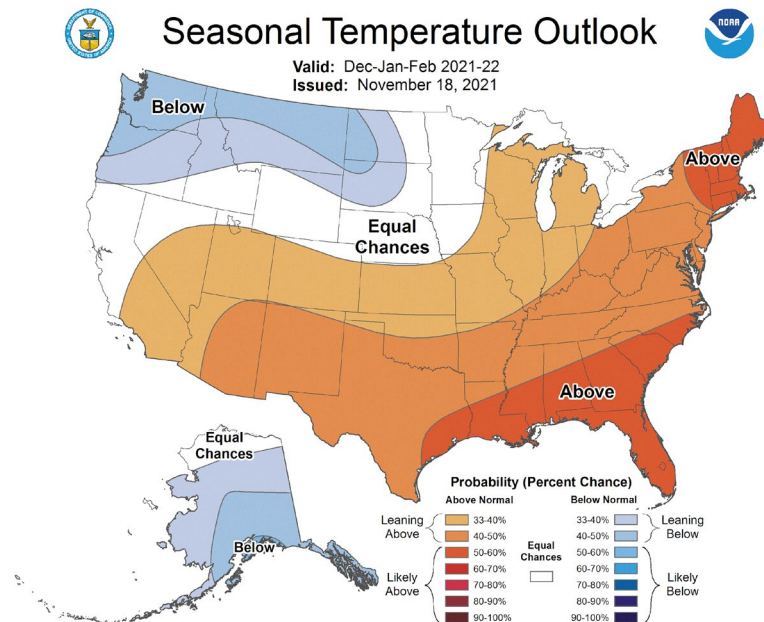 Seasonal Temperature Outlook
NOAA
Valid: Dec-Jan-Feb 2021-22
Issued: November 18, 2021
Below
Above
Equal
Chances
Above
Equal
Chances
Below
Probability (Percent Chance)
Above Normal
Below Normal
Leaning
Above
33-40%
40-50%
Likely
Above
50-60%
60-70%
70-80%
80-90%
90-100%
Equal
Chances
33-40%
40-50%
Leaning
Below
50-60%
60-70%
70-80%
80-90%
90-100%
Likely
Below